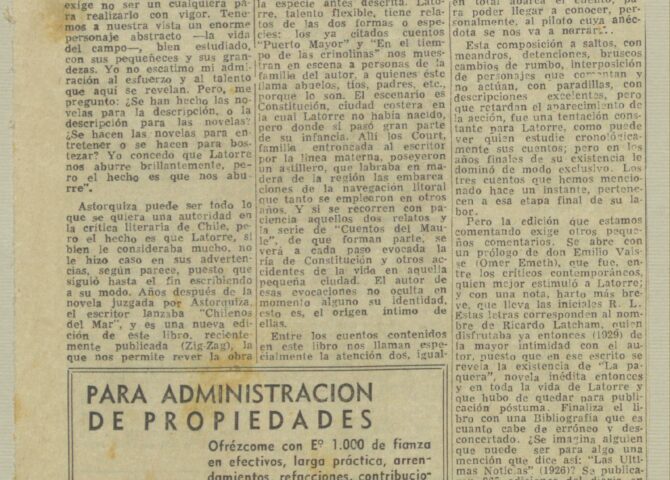 exige no ser un cualquiera pa-
ra realizarlo con vigor. Tene-
mos a nuestra vista un enorme
personaje abstracto —la vida
del campo—, bien estudiado,
con sus pequeñeces y sus gran-
dezas. Yo no escatimo mi admi-
ración al esfuerzo y al talento
que aquí se revelan. Pero, me
pregunto: ¿Se han hecho las no-
velas para la descripción, o la
descripción para las novelas?
¿Se hacen las novelas para en-
tretener o se hacen para bos-
tezar? Yo concedo que Latorre
nos aburre brillantemente, pe-
ro el hecho es que nos abu-
rre".
Astorquiza puede ser todo lo
que se quiera una autoridad en
la crítica literaria de Chile, pe-
ro el hecho es que Latorre, si
bien le consideraba mucho, no
le hizo caso en sus adverten-
cias, según parece, puesto que
siguió hasta el fin escribiendo
a su modo. Años después de la
novela juzgada por Astorquiza,
el escritor lanzaba "Chilenos
del Mar", y es una nueva edi-
ción de este libro, reciente-
mente publicada (Zig-Zag), la
que nos permite rever la obra
la especie antes descrita. Lato-
rre, talento flexible, tiene rela-
tos de las dos formas o espe-
cies: los ya citados cuentos
"Puerto Mayor" y "En el tiem-
po de las crinolinas" nos mues-
tran en escena a personas de la
familia del autor, a quienes éste
llama abuelos, tíos, padres, etc.,
porque lo son. El escenario es
Constitución, ciudad costera en
la cual Latorre no había nacido,
pero donde sí pasó gran parte
de su infancia. Allí los Court,
familia entroncada al escritor
por la línea materna, poseyeron
un astillero, que labraba en ma-
dera de la región las embarca-
ciones de la navegación litoral
que tanto se emplearon en otros
años. Y si se recorren con pa-
ciencia aquellos dos relatos y
la serie de "Cuentos del Mau-
le", de que forman parte, se
verá a cada paso evocada la
ría de Constitución y otros ac-
cidentes de la vida en aquella
pequeña ciudad. El autor de
esas evocaciones no oculta en
momento alguno su identidad,
esto es, el origen íntimo de
ellas.
Entre los cuentos contenidos
en este libro nos llaman espe-
cialmente la atención dos, igual-
en total abarca el cuento, pa-
ra poder llegar a conocer, per-
sonalmente, al piloto cuya anéc-
dota se nos va a narrar".
Esta composición a saltos, con
meandros, detenciones, bruscos
cambios de rumbo, interposición
de personajes que comentan y
no actúan, con paradillas, con
descripciones excelentes, pero
que retardan el aparecimiento de
la acción, fue una tentación cons-
tante para Latorre, como puede
ver quien estudie cronológica-
mente sus cuentos; pero en los
años finales de su existencia le
dominó de modo exclusivo. Los
tres cuentos que hemos mencio-
nado hace un instante, pertene-
cen a esa etapa final de su la-
bor.
Pero la edición que estamos
comentando exige otros peque-
ños comentarios. Se abre con
un prólogo de don Emilio Vais-
se (Omer Emeth), que fue, en-
tre los críticos contemporáneos,
quien mejor estimuló a Latorre;
y con una nota, harto más bre-
ve, que lleva las iniciales R. L.
Estas letras corresponden al nom-
bre de Ricardo Latcham, quien
disfrutaba ya entonces (1929) de
la mayor intimidad con el au-
tor, puesto que en ese escrito se
revela la existencia de "La pa-
quera", novela inédita entonces
y en toda la vida de Latorre y
que hubo de quedar para publi-
cación póstuma. Finaliza el li-
bro con una Bibliografía que es
cuanto cabe de erróneo y des-
concertado. ¿Se imagina alguien
que puede ser para algo una
mención que dice así: "Las Ulti-
mas Noticias" (1926)? Se publica-
PARA ADMINISTRACION
DE PROPIEDADES
Ofrézcome con Eº 1.000 de fianza
en efectivos, larga práctica, arren-
damientos, refacciones, contribucio-